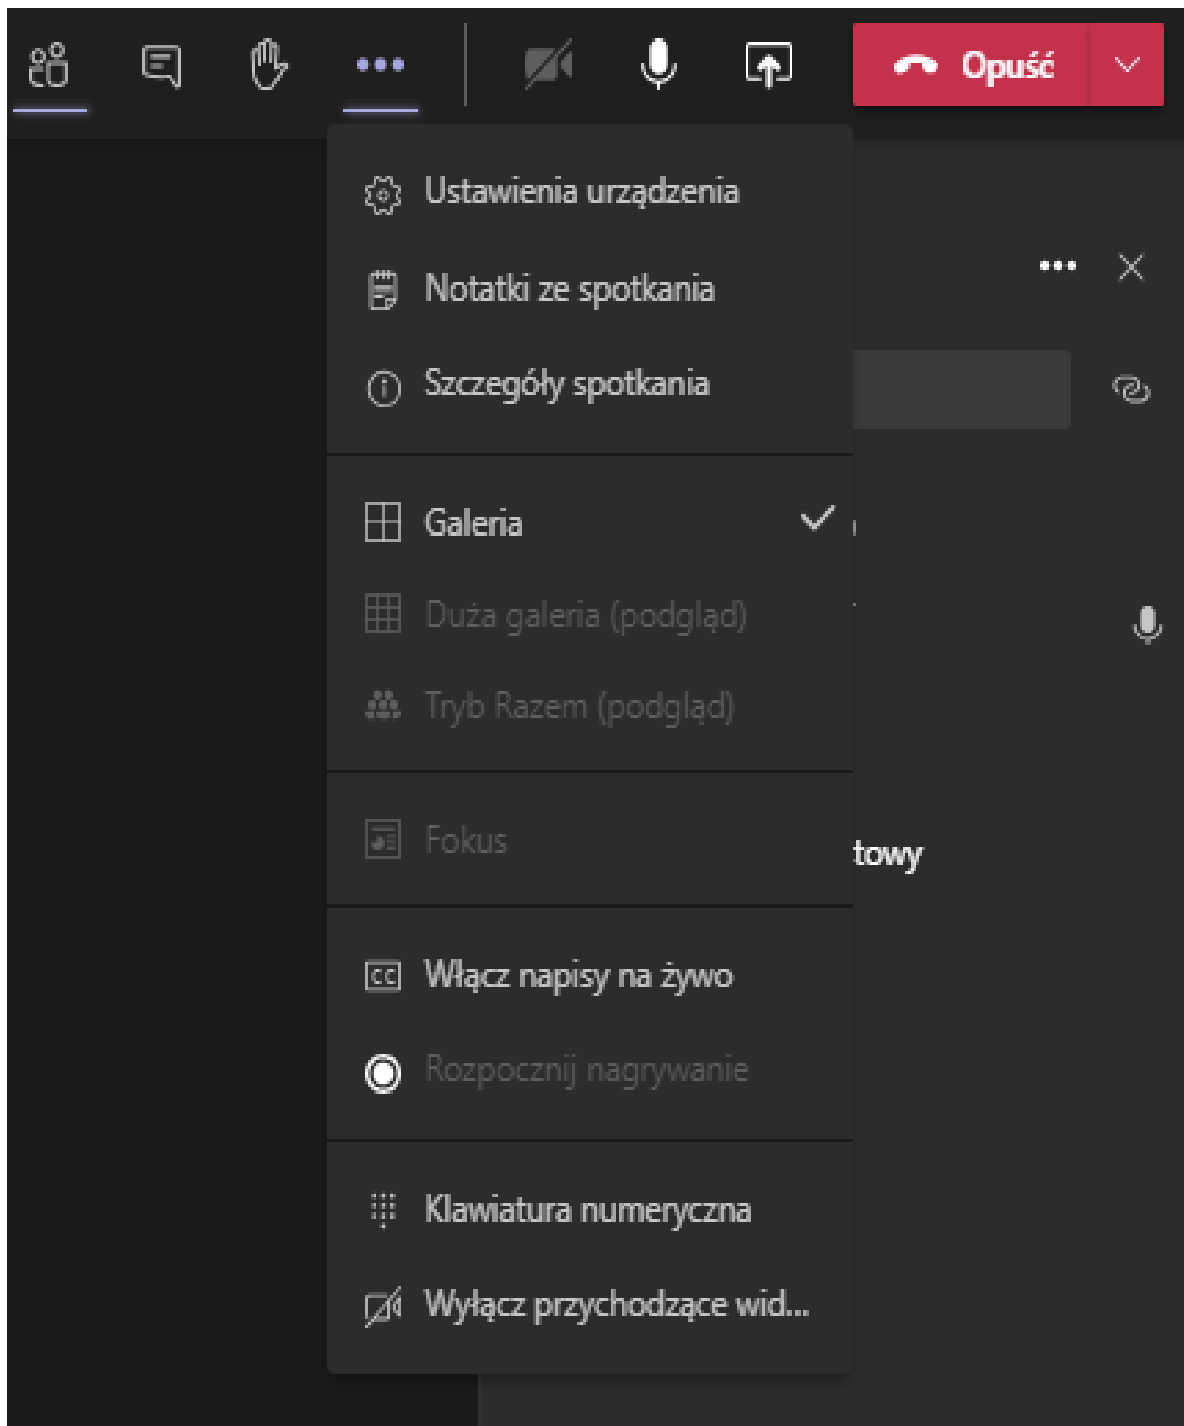 Opuść
Ustawienia urządzenia
Notatki ze spotkania
Szczegóły spotkania
Galeria
Duża galeria (podgląd)
Tryb Razem (podgląd)
Fokus
towy
CC Włącz napisy na żywo
Rozpocznij nagrywanie
Klawiatura numeryczna
Wyłącz przychodzące wid...